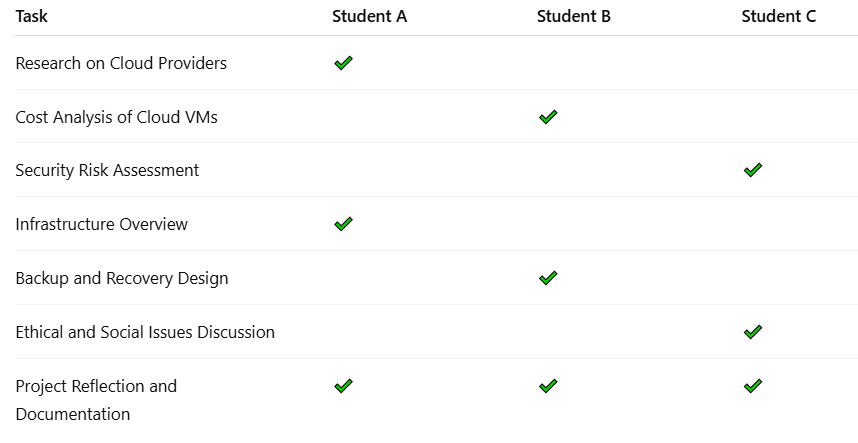 Task Student A Student B Student C
Research on Cloud Providers ✔
Cost Analysis of Cloud VMs ✔
Security Risk Assessment ✔
Infrastructure Overview ✔
Backup and Recovery Design ✔
Ethical and Social Issues Discussion ✔
Project Reflection and ✔ ✔ ✔
Documentation